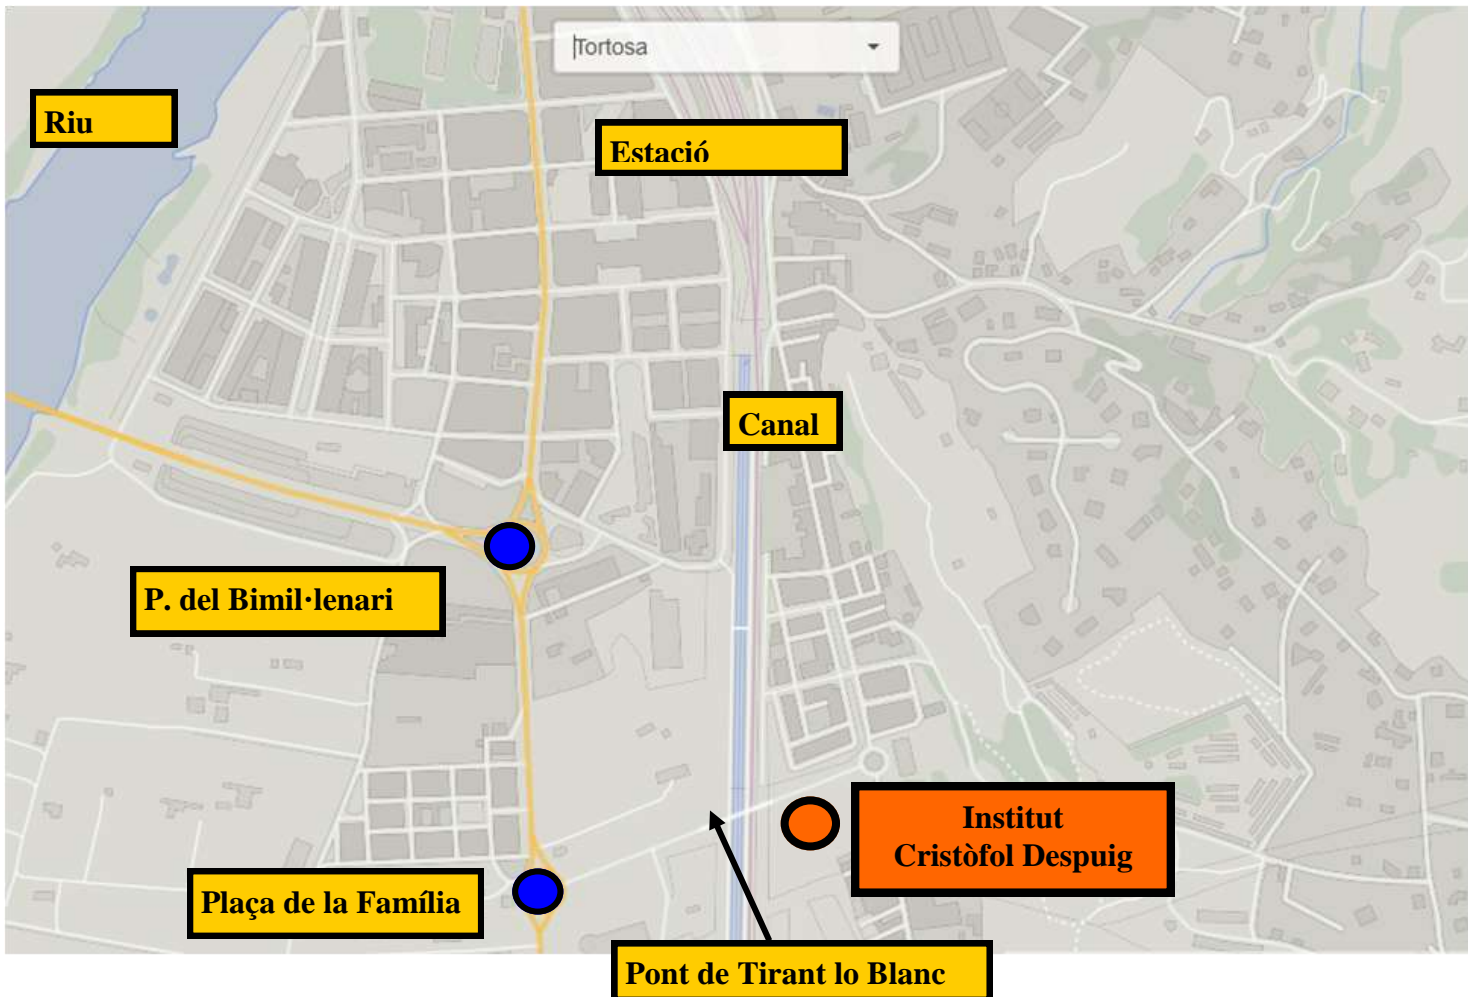 Tortosa
Riu
Estació
Canal
P. del Bimil·lenari
Institut
Cristòfol Despuig
Plaça de la Família
Pont de Tirant lo Blanc